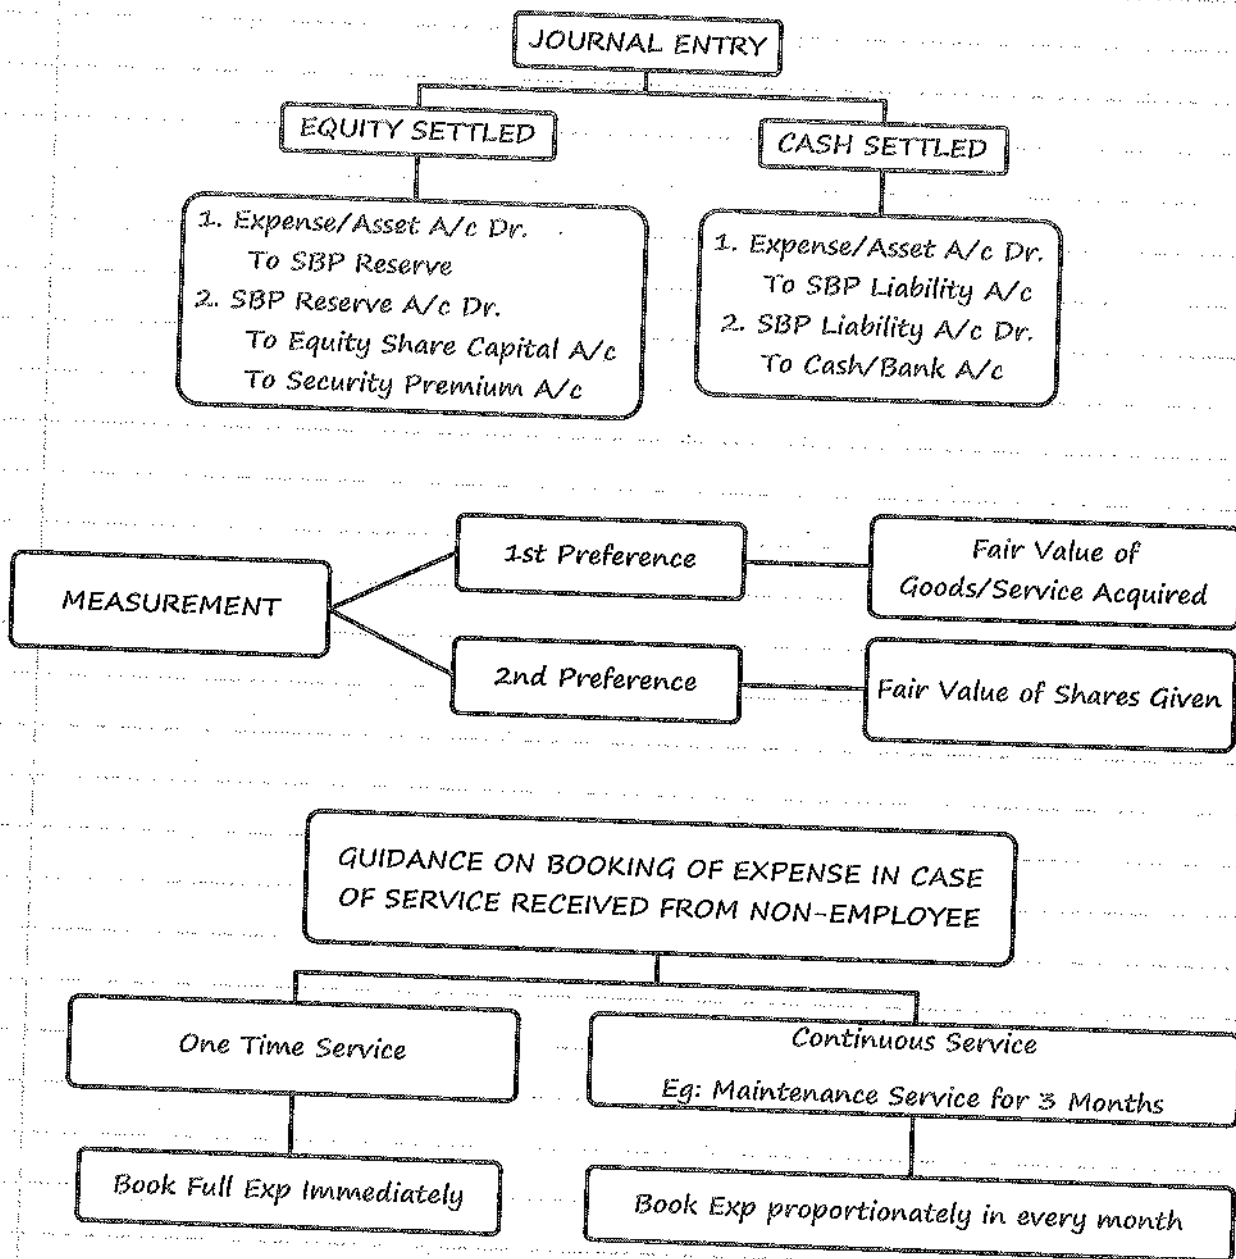 JOURNAL ENTRY
EQUITY SETTLED
1. Expense/Asset A/c Dr.
To SBP Reserve
2. SBP Reserve A/c Dr.
To Equity Share Capital A/c
To Security Premium A/c
CASH SETTLED
1. Expense/Asset A/c Dr.
To SBP Liability A/c
2. SBP Liability A/c Dr.
To Cash/Bank A/c
MEASUREMENT
1st Preference
Fair Value of
Goods/Service Acquired
2nd Preference
Fair Value of Shares Given
GUIDANCE ON BOOKING OF EXPENSE IN CASE
OF SERVICE RECEIVED FROM NON-EMPLOYEE
One Time Service
Book Full Exp Immediately
Continuous Service
Eg: Maintenance Service for 3 Months
Book Exp proportionately in every month